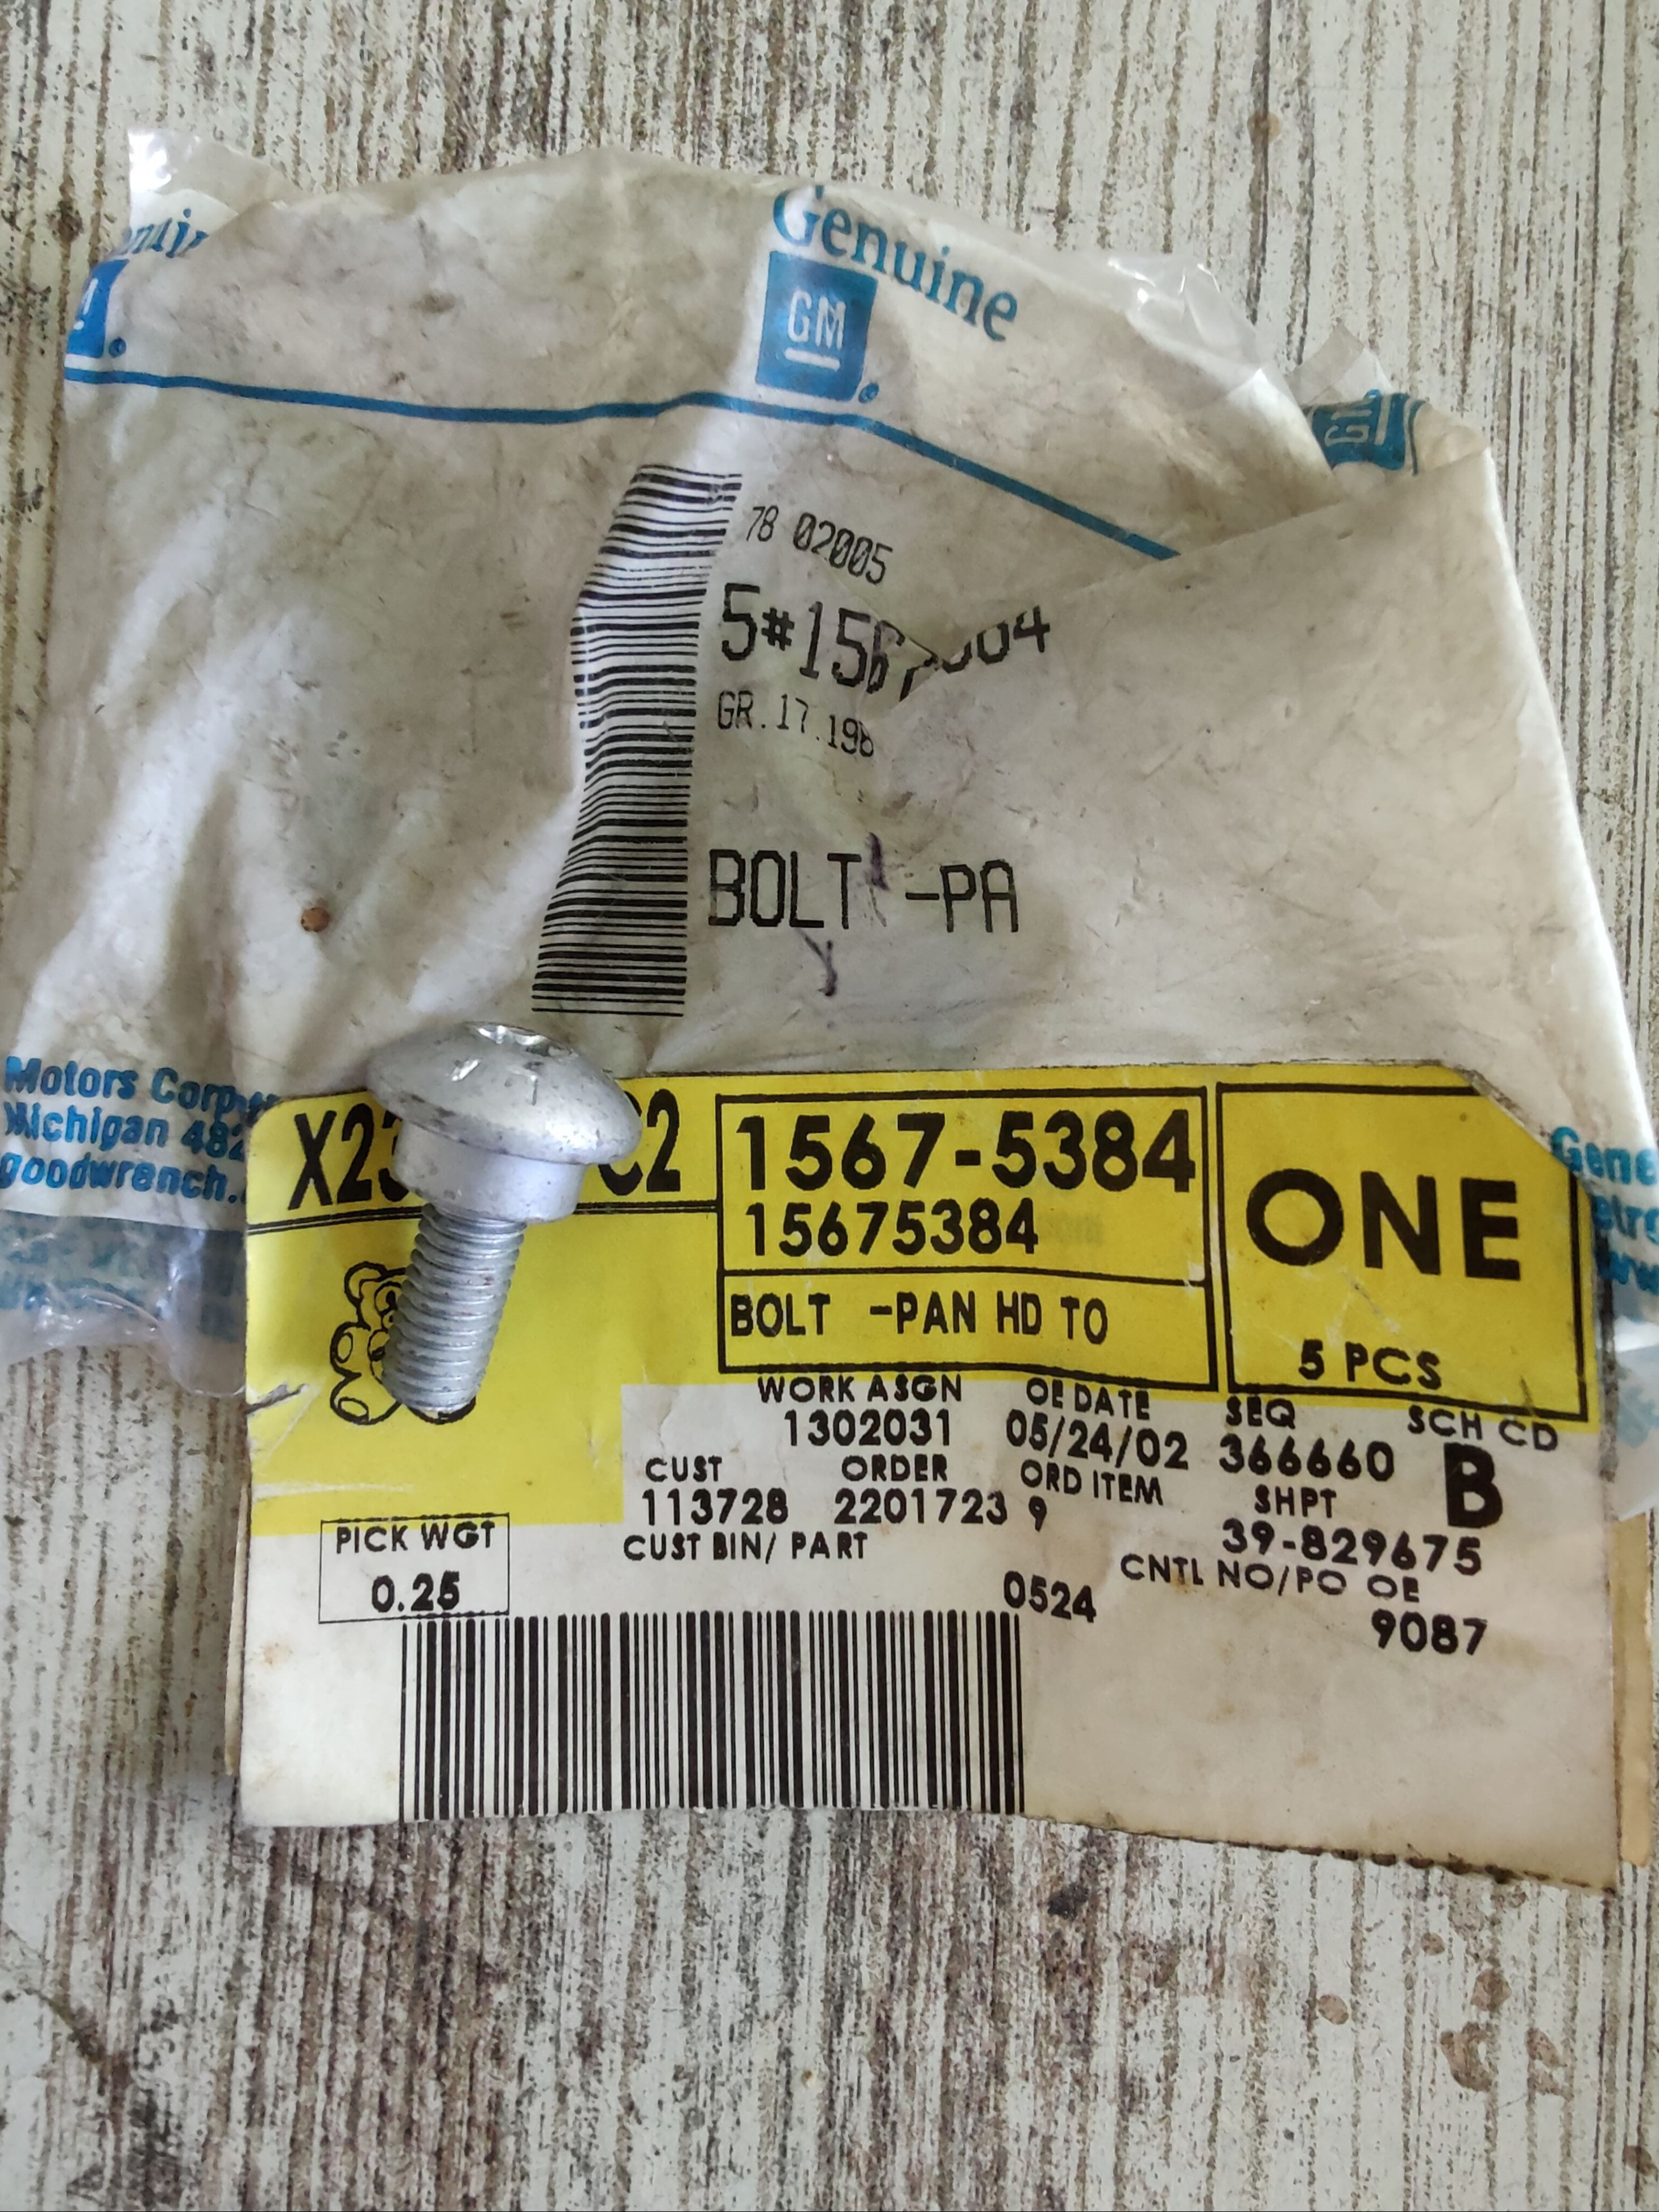 Genuine
GM
78 02005
GR.17.196
BOLT -PA
Motors Corp
Michigan 482
goodwrench.
1567-5384
15675384
ONE
BOLT -PAN HD TO
5 PCS
WORK ASGN OE DATE SEQ SCH CD
1302031 05/24/02 366660 B
CUST ORDER ORD ITEM SHPT
113728 2201723 9 39-829675
PICK WGT CUST BIN/ PART CNTL NO/PO OE
0.25 0524 9087